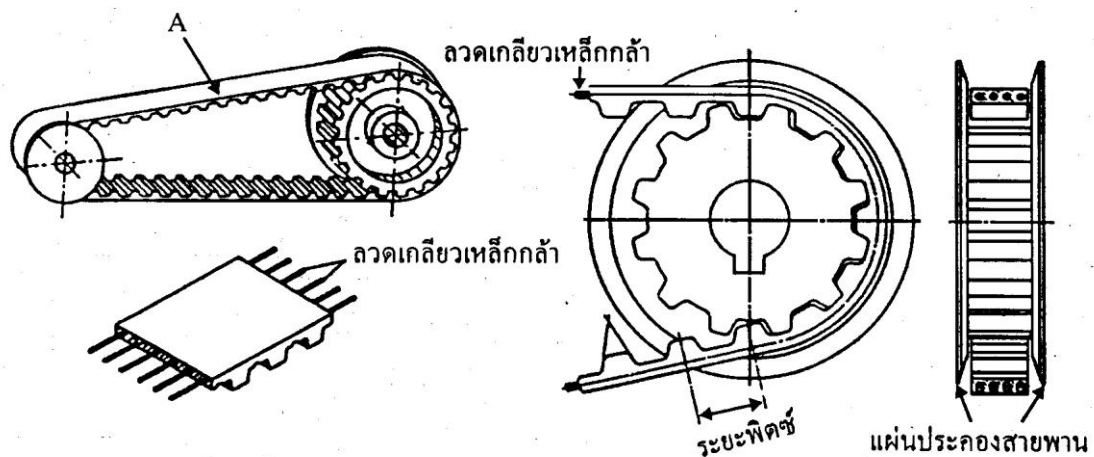 A
ลวดเกลียวเหล็กกล้า
ลวดเกลียวเหล็กกล้า
ระยะพิตซ์
แผ่นประคองสายพาน